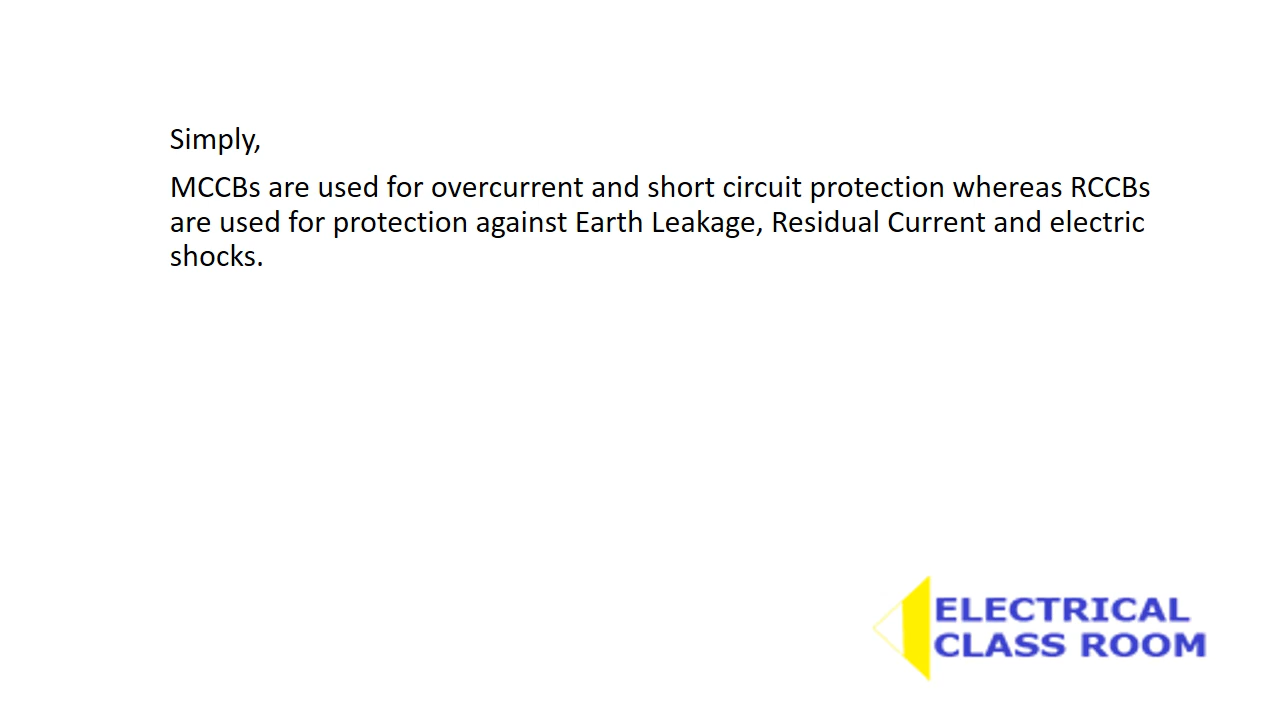 Simply,
MCCBs are used for overcurrent and short circuit protection whereas RCCBs
are used for protection against Earth Leakage, Residual Current and electric
shocks.
ELECTRICAL
CLASS ROOM